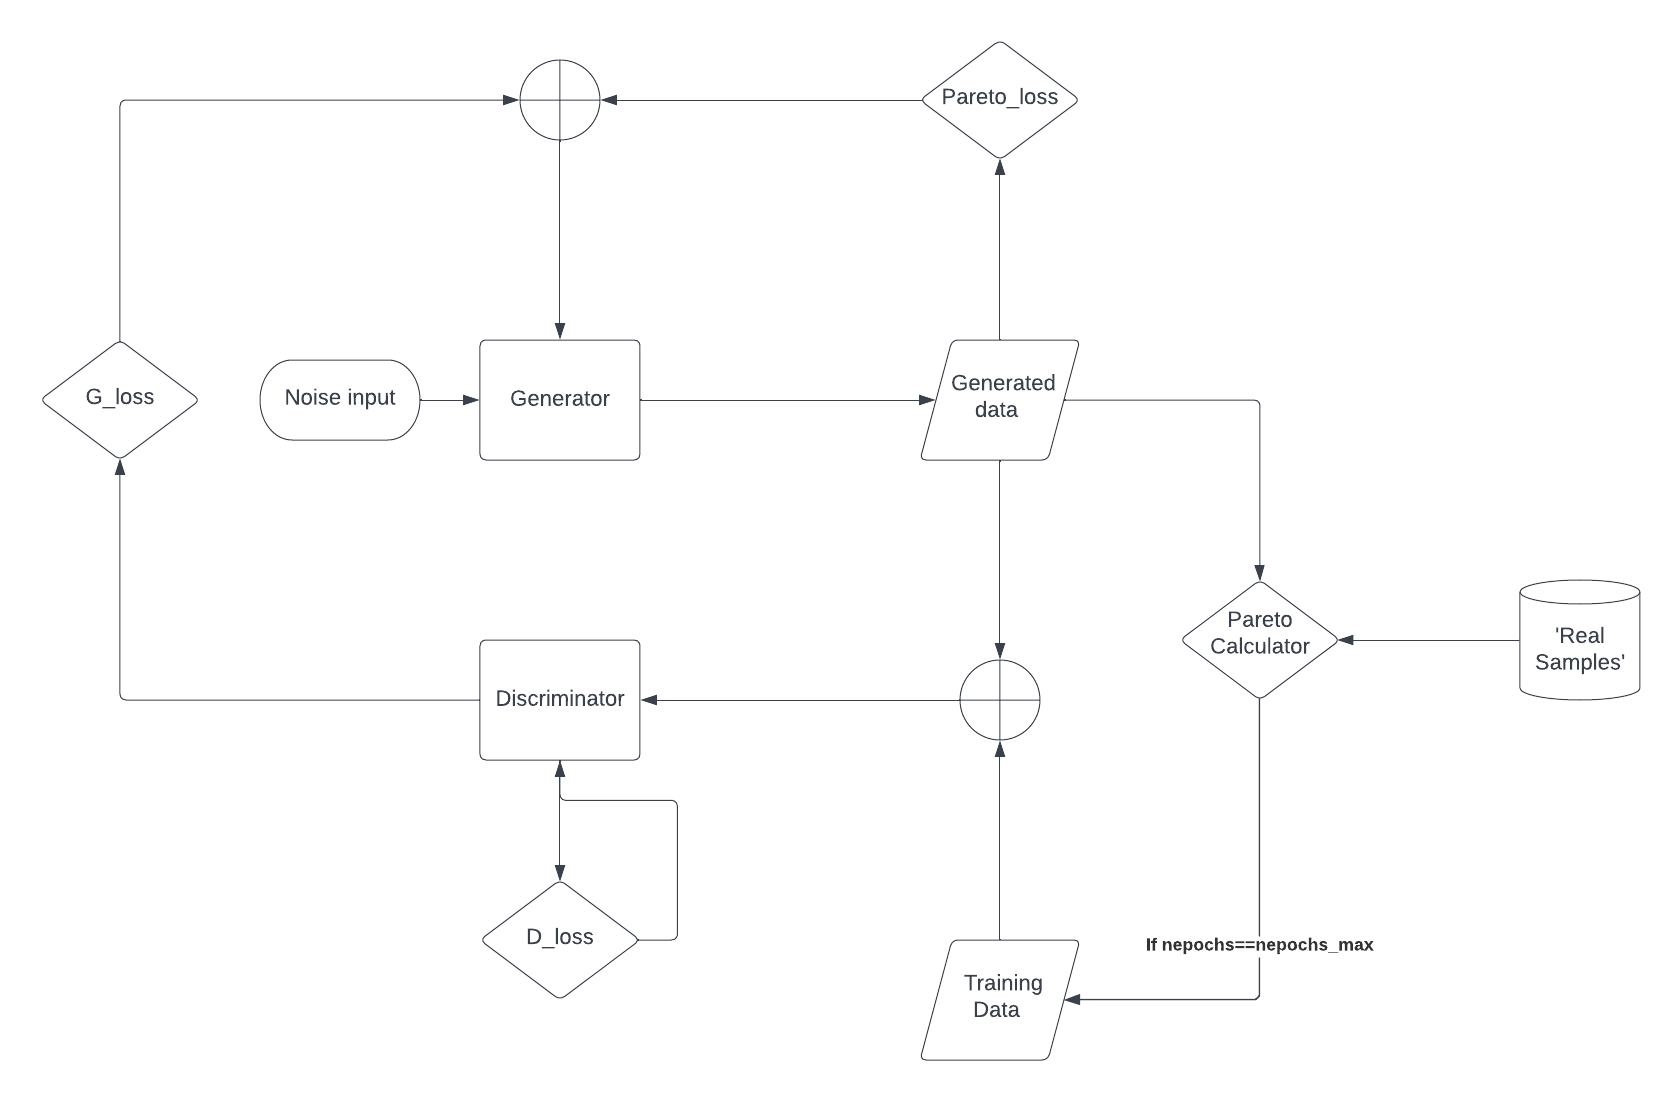 Pareto_loss
G_loss
Noise input
Generator
Generated
data
Pareto
Calculator
'Real
Samples'
Discriminator
D_loss
If nepochs==nepochs_max
Training
Data